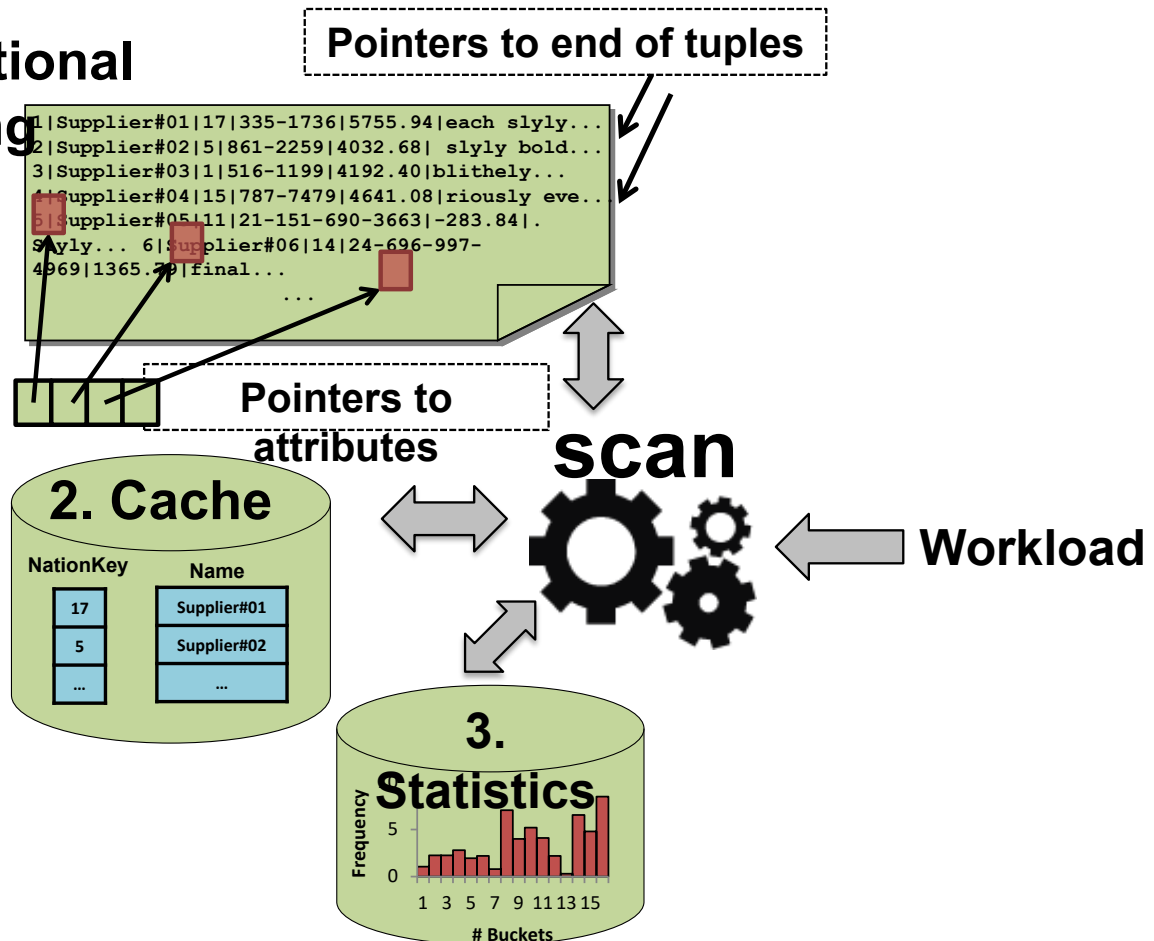 Pointers to end of tuples
tional
ng
1|Supplier#01|17|335-1736|5755.94|each slyly...
2|Supplier#02|5|861-2259|4032.68| slyly bold...
3|Supplier#03|1|516-1199|4192.40|blithely...
4|Supplier#04|15|787-7479|4641.08|riously eve...
5|Supplier#05|11|21-151-690-3663|-283.84|.
Slyly... 6|Supplier#06|14|24-696-997-
4969|1365.79|final...
...
Pointers to
attributes
scan
2. Cache
NationKey
Name
17
Supplier#01
5
Supplier#02
...
...
Workload
3.
Statistics
Frequency
5
0
1 3 5 7 9 11 13 15
# Buckets